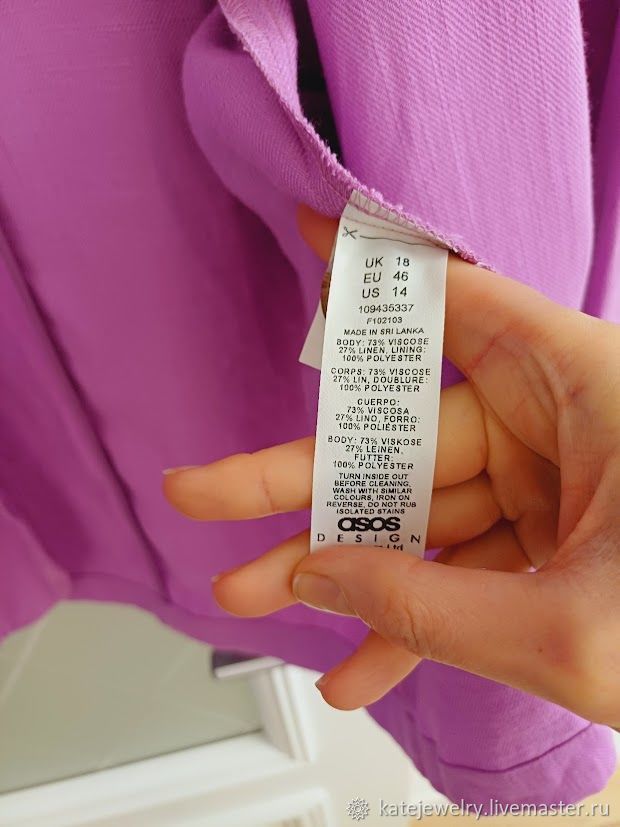 UK 18
EU 46
US 14
109435337
F102103
MADE IN SRI LANKA
BODY: 73% VISCOSE
27% LINEN, LINING:
100% POLYESTER
CORPS: 73% VISCOSE
27% LIN, DOUBLURE:
100% POLYESTER
CUERPO:
73% VISCOSA
27% LINO, FORRO:
100% POLIÉSTER
BODY: 73% VISKOSE
27% LEINEN,
FUTTER:
100% POLYESTER
TURN INSIDE OUT
BEFORE CLEANING,
WASH WITH SIMILAR
COLOURS, IRON ON
REVERSE, DO NOT RUB
ISOLATED STAINS
asos
DESIGN
Ltd
katejewelry.livemaster.ru